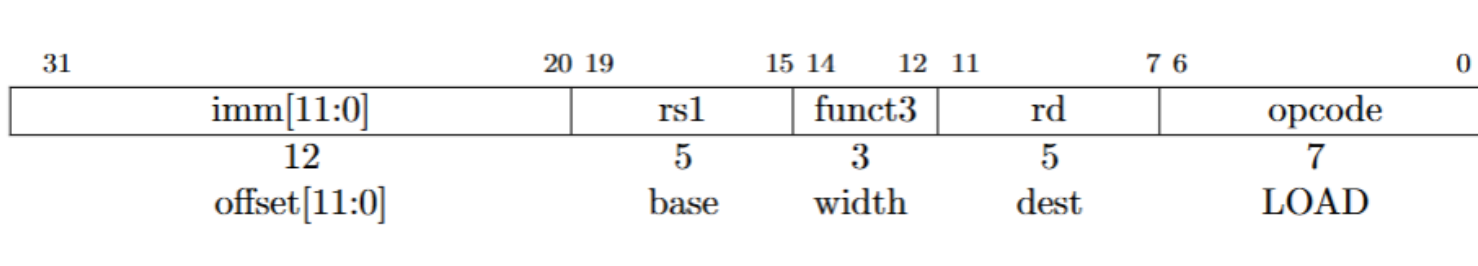 31 20 19 15 14 12 11 7 6 0
imm[11:0] rs1 funct3 rd opcode
12 5 3 5 7
offset[11:0] base width dest LOAD